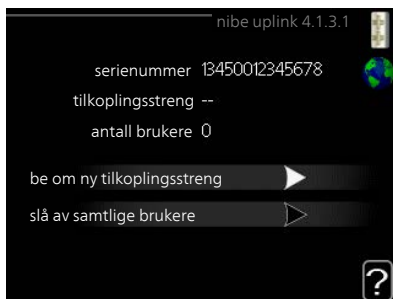 nibe uplink 4.1.3.1
serienummer 13450012345678
tilkoplingsstreng --
antall brukere 0
be om ny tilkoplingsstreng
slå av samtlige brukere
?